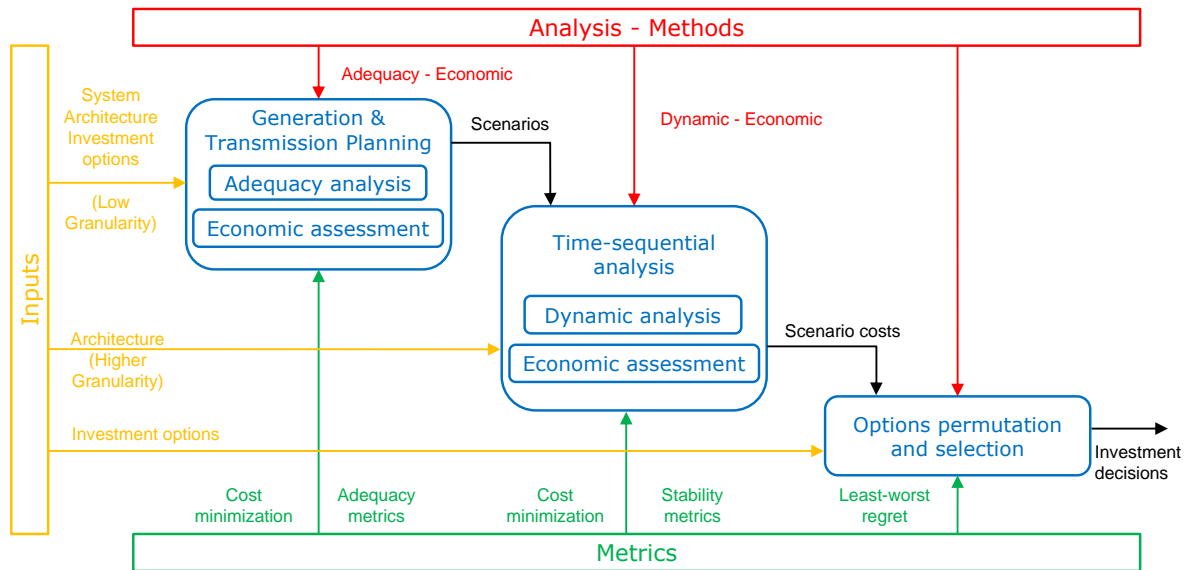 Analysis - Methods
Inputs
Adequacy - Economic
System
Architecture
Investment
options
(Low
Granularity)
Generation &
Transmission Planning
Adequacy analysis
Economic assessment
Scenarios
Dynamic - Economic
Time-sequential
analysis
Dynamic analysis
Economic assessment
Architecture
(Higher
Granularity)
Scenario costs
Investment options
Options permutation
and selection
Investment
decisions
Cost
minimization
Adequacy
metrics
Cost
minimization
Stability
metrics
Least-worst
regret
Metrics